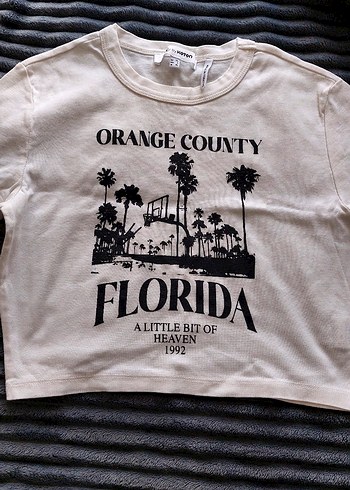 ORANGE COUNTY
FLORIDA
A LITTLE BIT OF
HEAVEN
1992